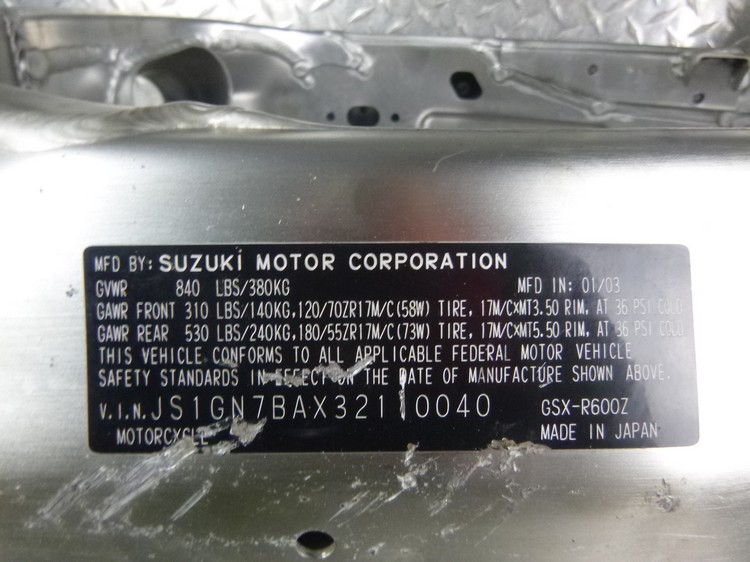 MFD BY: SUZUKI MOTOR CORPORATION
GVWR 840 LBS/380KG MFD IN: 01/03
GAWR FRONT 310 LBS/140KG,120/70ZR17M/C(58W) TIRE, 17M/C×MT3.50 RIM, AT 36 PSI COLD
GAWR REAR 530 LBS/240KG,180/55ZR17M/C(73W) TIRE, 17M/C×MT5.50 RIM, AT 36 PSI COLD
THIS VEHICLE CONFORMS TO ALL APPLICABLE FEDERAL MOTOR VEHICLE
SAFETY STANDARDS IN EFFECT ON THE DATE OF MANUFACTURE SHOWN ABOVE.
V.I.N. JS1GN7BAX32110040 GSX-R600Z
MOTORCYCLE MADE IN JAPAN